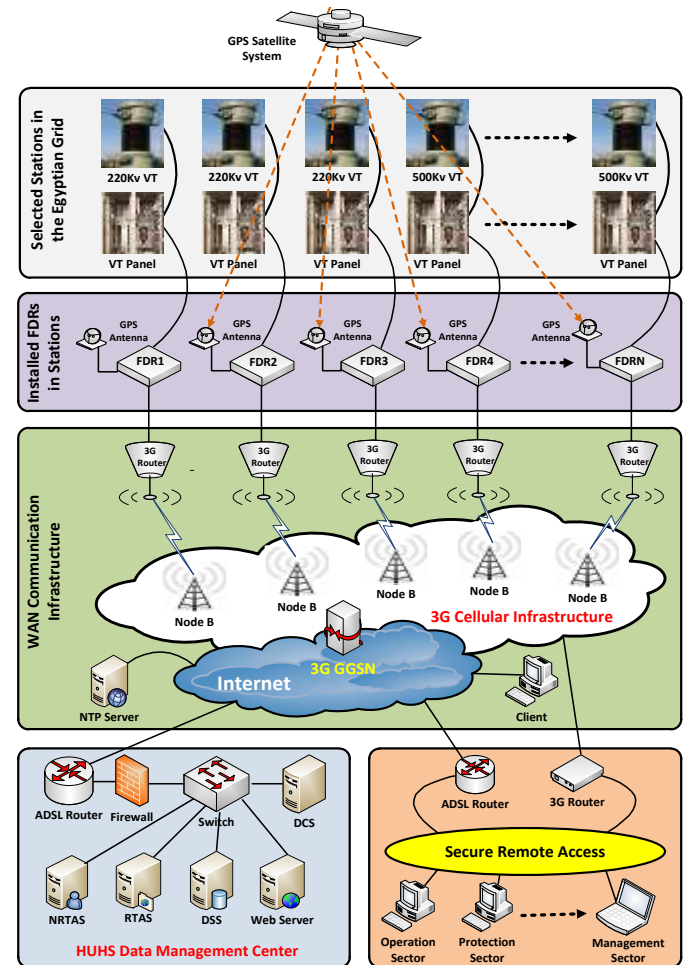 GPS Satellite
System
Selected Stations in
the Egyptian Grid
220Kv VT
220Kv VT
220Kv VT
500Kv VT
500Kv VT
VT Panel
VT Panel
VT Panel
VT Panel
VT Panel
Installed FDRs
in Stations
GPS
Antenna
GPS
Antenna
GPS
Antenna
GPS
Antenna
GPS
Antenna
FDR1
FDR2
FDR3
FDR4
FDRN
WAN Communication
Infrastructure
3G
Router
3G
Router
3G
Router
3G
Router
3G
Router
Node B
Node B
Node B
Node B
Node B
3G Cellular Infrastructure
3G GGSN
Internet
NTP Server
Client
ADSL Router
Firewall
Switch
DCS
NRTAS
RTAS
DSS
Web Server
HUHS Data Management Center
ADSL Router
3G Router
Secure Remote Access
Operation
Sector
Protection
Sector
Management
Sector